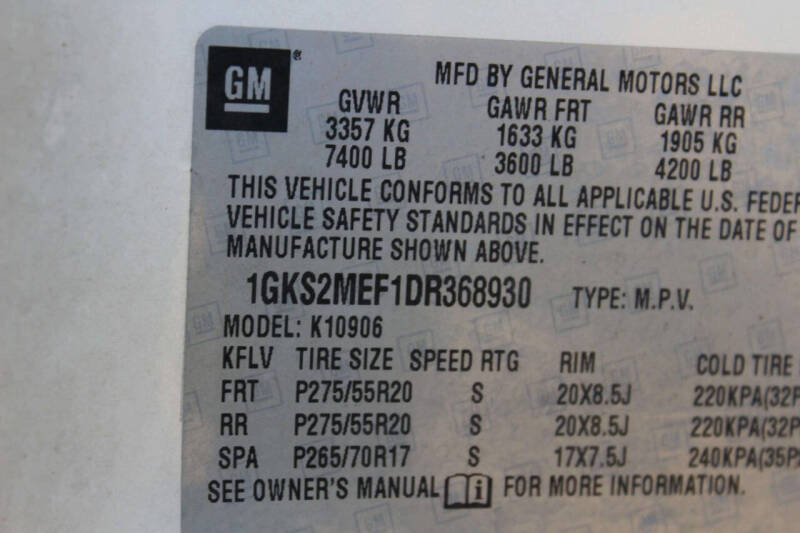 GM ®
MFD BY GENERAL MOTORS LLC
GVWR GAWR FRT GAWR RR
3357 KG 1633 KG 1905 KG
7400 LB 3600 LB 4200 LB
THIS VEHICLE CONFORMS TO ALL APPLICABLE U.S. FEDER
VEHICLE SAFETY STANDARDS IN EFFECT ON THE DATE OF
MANUFACTURE SHOWN ABOVE.
1GKS2MEF1DR368930 TYPE: M.P.V.
MODEL: K10906
KFLV TIRE SIZE SPEED RTG RIM COLD TIRE
FRT P275/55R20 S 20X8.5J 220KPA(32P
RR P275/55R20 S 20X8.5J 220KPA(32P
SPA P265/70R17 S 17X7.5J 240KPA(35P
SEE OWNER'S MANUAL i FOR MORE INFORMATION.